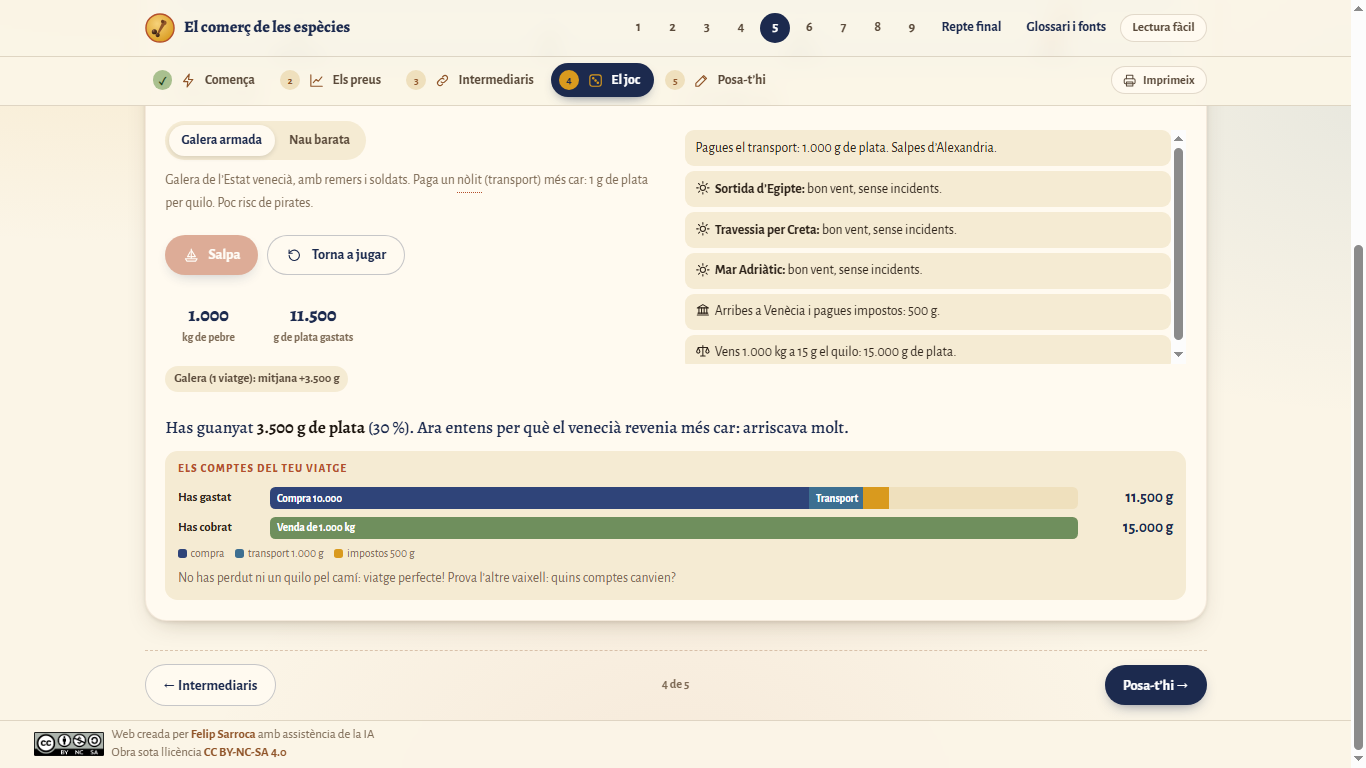 El comerç de les espècies
1 2 3 4 5 6 7 8 9 Repte final Glossari i fonts Lectura fàcil
Comença 2 Els preus 3 Intermediaris 4 El joc 5 Posa-t'hi Imprimeix
Galera armada Nau barata
Galera de l'Estat venecià, amb remers i soldats. Paga un nòlit (transport) més car: 1 g de plata
per quilo. Poc risc de pirates.
Salpa Torna a jugar
1.000 11.500
kg de pebre g de plata gastats
Galera (1 viatge): mitjana +3.500 g
Pagues el transport: 1.000 g de plata. Salpes d'Alexandria.
Sortida d'Egipte: bon vent, sense incidents.
Travessia per Creta: bon vent, sense incidents.
Mar Adriàtic: bon vent, sense incidents.
Arribes a Venècia i pagues impostos: 500 g.
Vens 1.000 kg a 15 g el quilo: 15.000 g de plata.
Has guanyat 3.500 g de plata (30 %). Ara entens per què el venecià revenia més car: arriscava molt.
ELS COMPTES DEL TEU VIATGE
Has gastat Compra 10.000 Transport 11.500 g
Has cobrat Venda de 1.000 kg 15.000 g
compra transport 1.000 g impostos 500 g
No has perdut ni un quilo pel camí: viatge perfecte! Prova l'altre vaixell: quins comptes canvien?
← Intermediaris 4 de 5 Posa-t'hi →
Web creada per Felip Sarroca amb assistència de la IA
Obra sota llicència CC BY-NC-SA 4.0
cc BY NC SA